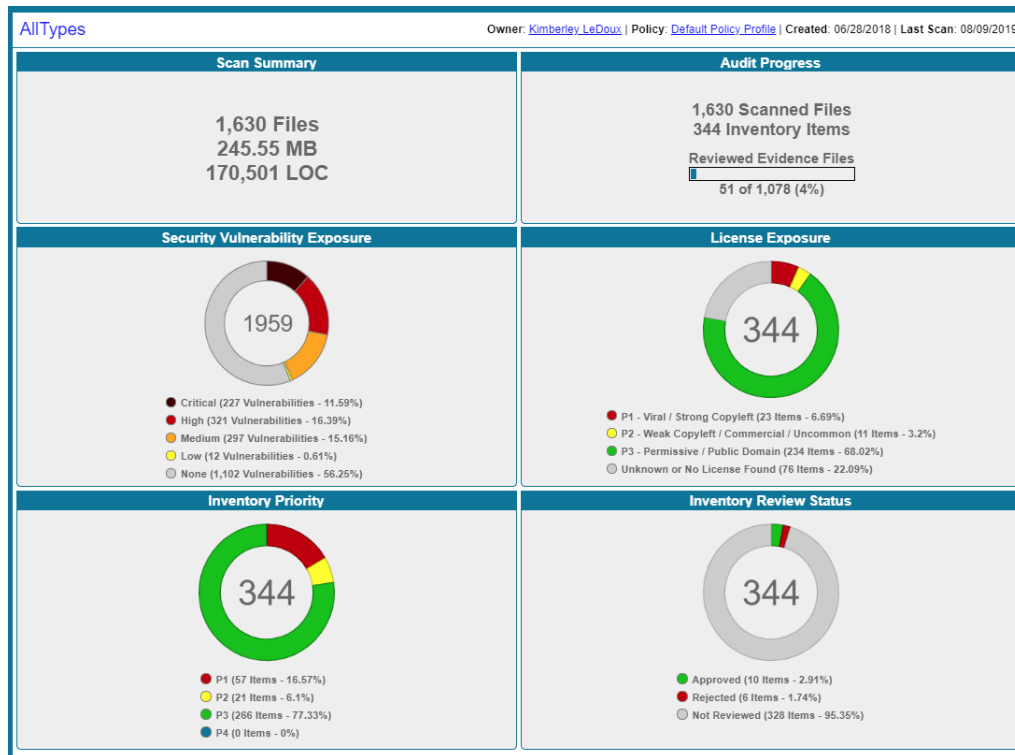 AllTypes
Owner: Kimberley LeDoux | Policy: Default Policy Profile | Created: 06/28/2018 | Last Scan: 08/09/2019
Scan Summary
1,630 Files
245.55 MB
170,501 LOC
Audit Progress
1,630 Scanned Files
344 Inventory Items
Reviewed Evidence Files
51 of 1,078 (4%)
Security Vulnerability Exposure
1959
Critical (227 Vulnerabilities - 11.59%)
High (321 Vulnerabilities - 16.39%)
Medium (297 Vulnerabilities - 15.16%)
Low (12 Vulnerabilities - 0.61%)
None (1,102 Vulnerabilities - 56.25%)
License Exposure
344
P1 - Viral / Strong Copyleft (23 Items - 6.69%)
P2 - Weak Copyleft / Commercial / Uncommon (11 Items - 3.2%)
P3 - Permissive / Public Domain (234 Items - 68.02%)
Unknown or No License Found (76 Items - 22.09%)
Inventory Priority
344
P1 (57 Items - 16.57%)
P2 (21 Items - 6.1%)
P3 (266 Items - 77.33%)
P4 (0 Items - 0%)
Inventory Review Status
344
Approved (10 Items - 2.91%)
Rejected (6 Items - 1.74%)
Not Reviewed (328 Items - 95.35%)